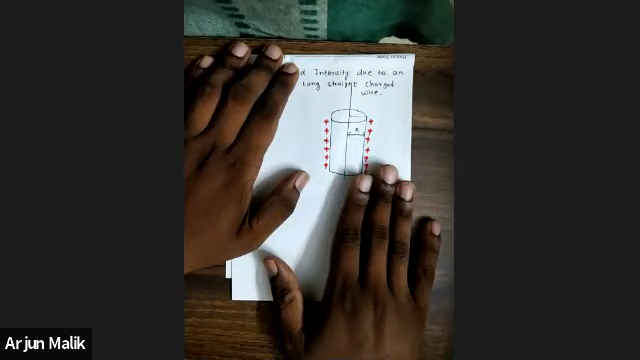 d Intensity due to an
Long straight Charged
wire.
R
Arjun Malik